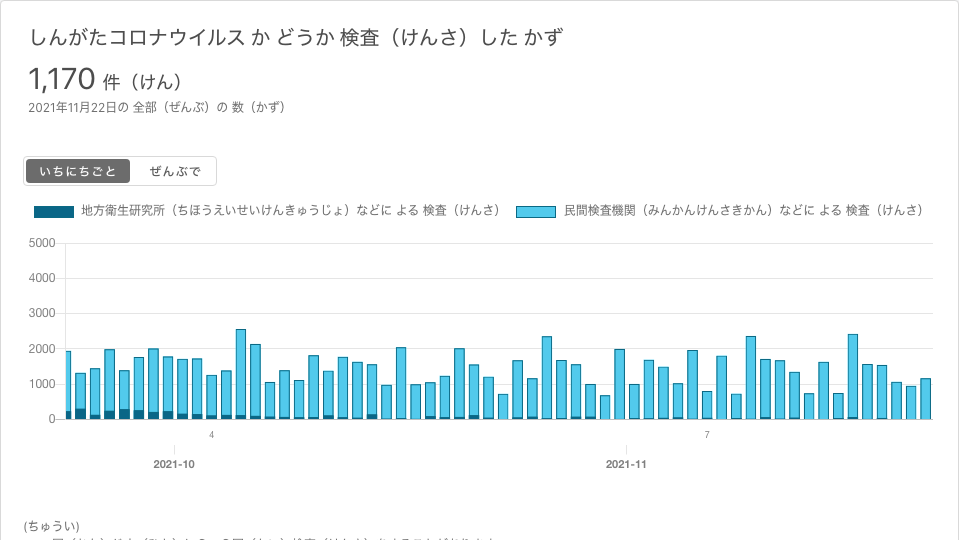 しんがたコロナウイルス か どうか 検査（けんさ）した かず
1,170 件（けん）
2021年11月22日の 全部（ぜんぶ）の 数（かず）
いちにちごと ぜんぶで
地方衛生研究所（ちほうえいせいけんきゅうじょ）などに よる 検査（けんさ） 民間検査機関（みんかんけんさきかん）などに よる 検査（けんさ）
5000
4000
3000
2000
1000
0
4 7
2021-10 2021-11
(ちゅうい)